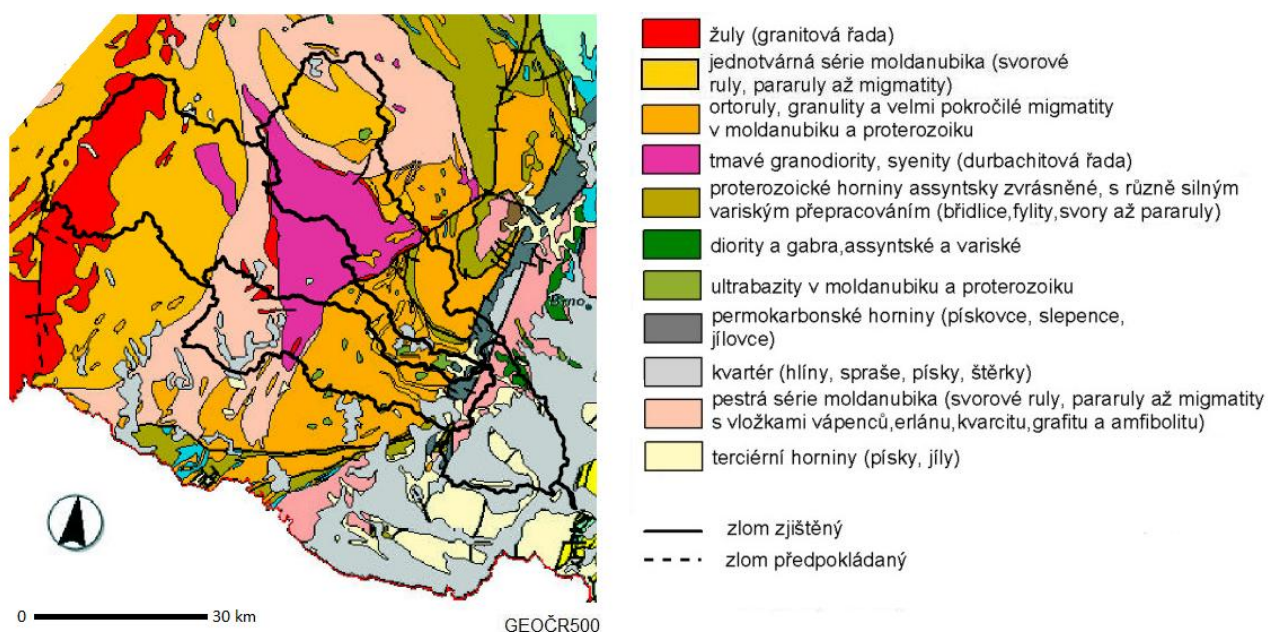 Brno
0 30 km
GEOČR500
žuly (granitová řada)
jednotvárná série moldanubika (svorové
ruly, pararuly až migmatity)
ortoruly, granulity a velmi pokročilé migmatity
v moldanubiku a proterozoiku
tmavé granodiority, syenity (durbachitová řada)
proterozoické horniny assyntsky zvrásněné, s různě silným
variským přepracováním (břidlice,fylity,svory až pararuly)
diority a gabra,assyntské a variské
ultrabazity v moldanubiku a proterozoiku
permokarbonské horniny (pískovce, slepence,
jílovce)
kvartér (hlíny, spraše, písky, štěrky)
pestrá série moldanubika (svorové ruly, pararuly až migmatity
s vložkami vápenců,erlánu,kvarcitu,grafitu a amfibolitu)
terciérní horniny (písky, jíly)
zlom zjištěný
zlom předpokládaný